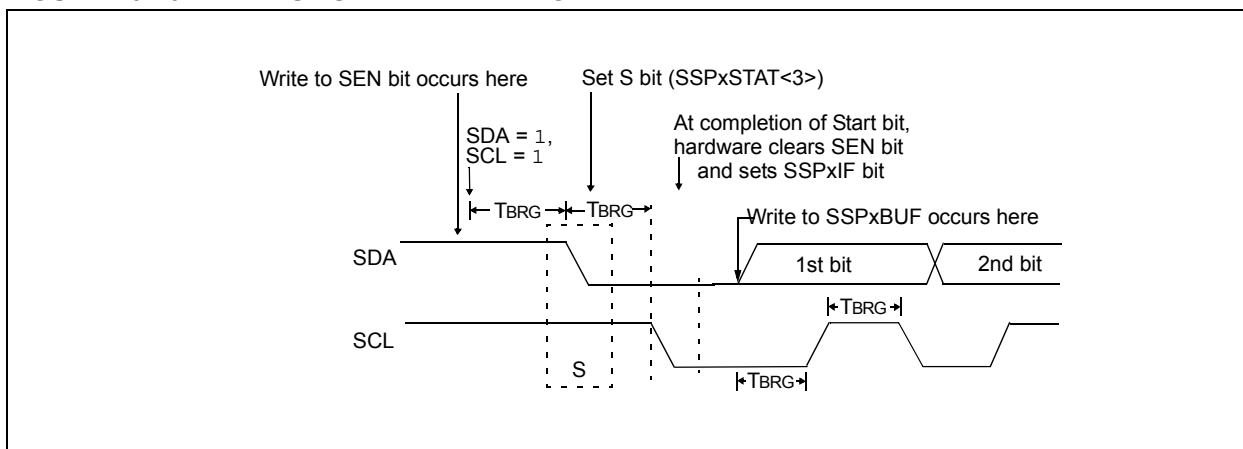 Write to SEN bit occurs here
Set S bit (SSPxSTAT<3>)
SDA = 1,
SCL = 1
At completion of Start bit,
hardware clears SEN bit
and sets SSPxIF bit
TBRG
TBRG
Write to SSPxBUF occurs here
SDA
1st bit
2nd bit
TBRG
SCL
S
TBRG